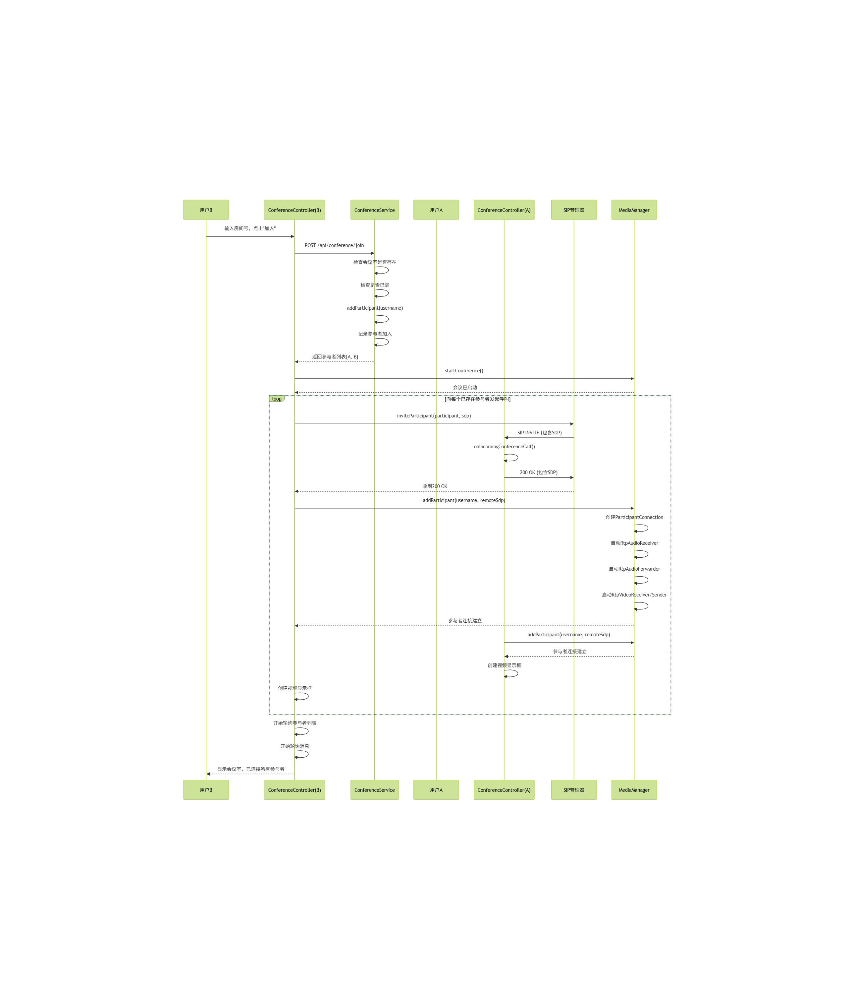 用户B
ConferenceController(B)
ConferenceService
用户A
ConferenceController(A)
SIP管理器
MediaManager
输入房间号，点击"加入"
POST /api/conference/join
检查会议室是否存在
检查是否已满
addParticipant(username)
记录参与者加入
返回参与者列表[A, B]
startConference()
会议已启动
loop
[向每个已存在参与者发起呼叫]
inviteParticipant(participant, sdp)
SIP INVITE (包含SDP)
onIncomingConferenceCall()
200 OK (包含SDP)
收到200 OK
addParticipant(username, remoteSdp)
创建ParticipantConnection
启动RtpAudioReceiver
启动RtpAudioForwarder
启动RtpVideoReceiver/Sender
参与者连接建立
addParticipant(username, remoteSdp)
参与者连接建立
创建视频显示框
创建视频显示框
开始轮询参与者列表
开始轮询消息
显示会议室，已连接所有参与者
用户B
ConferenceController(B)
ConferenceService
用户A
ConferenceController(A)
SIP管理器
MediaManager